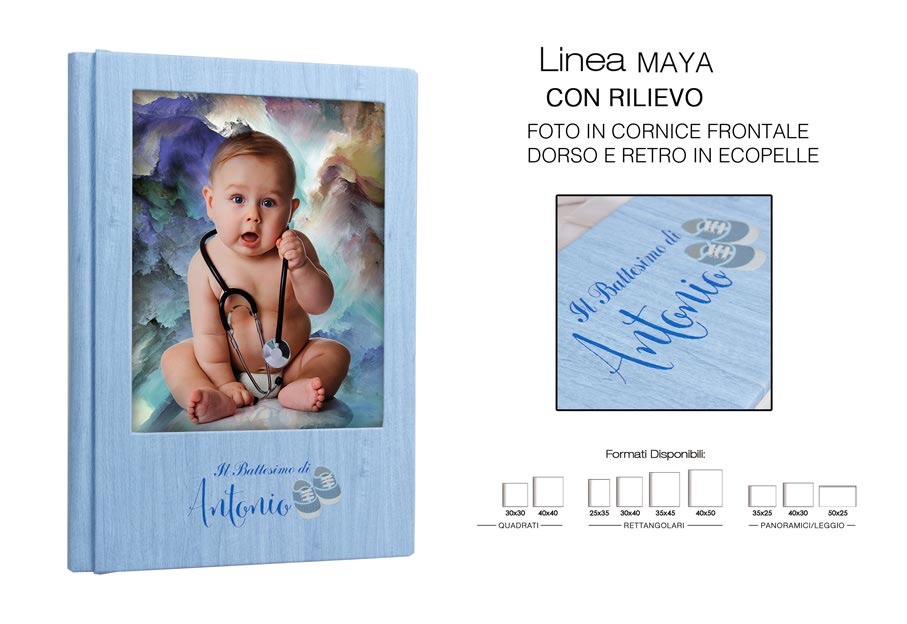 Il Battesimo di
Antonio
Linea MAYA
CON RILIEVO
FOTO IN CORNICE FRONTALE
DORSO E RETRO IN ECOPELLE
Il Battesimo di
Antonio
Formati Disponibili:
30x30 40x40 25x35 30x40 35x45 40x50 35x25 40x30 50x25
QUADRATI RETTANGOLARI PANORAMICI/LEGGIO